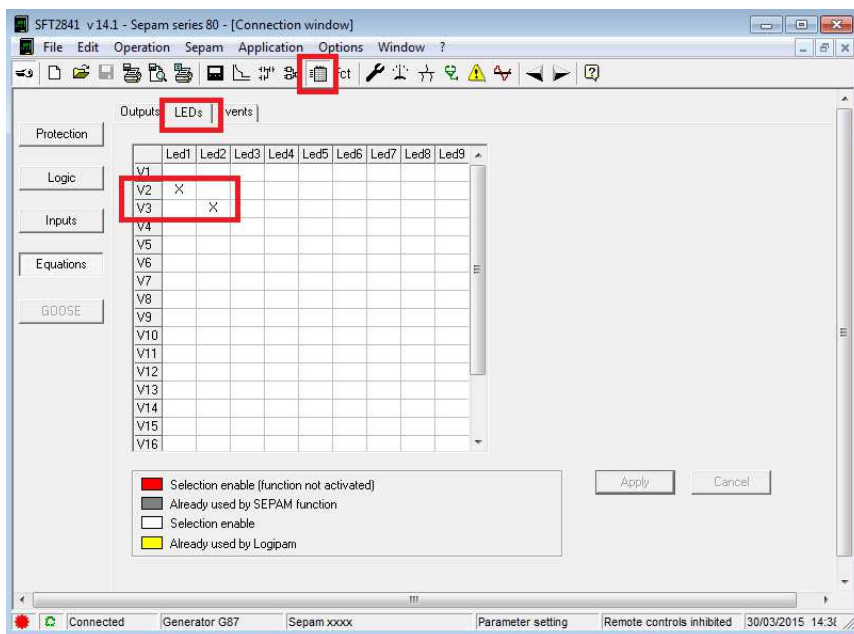 SFT2841 v 14.1 - Sepam series 80 - [Connection window]
File Edit Operation Sepam Application Options Window ?
Outputs LEDs
Protection
Logic
Inputs
Equations
GOOSE
Led1 Led2 Led3 Led4 Led5 Led6 Led7 Led8 Led9
V1
V2 X
V3 X
V4
V5
V6
V7
V8
V9
V10
V11
V12
V13
V14
V15
V16
Selection enable (function not activated)
Already used by SEPAM function
Selection enable
Already used by Logipam
Apply Cancel
Connected Generator G87 Sepam xxxx Parameter setting Remote controls inhibited 30/03/2015